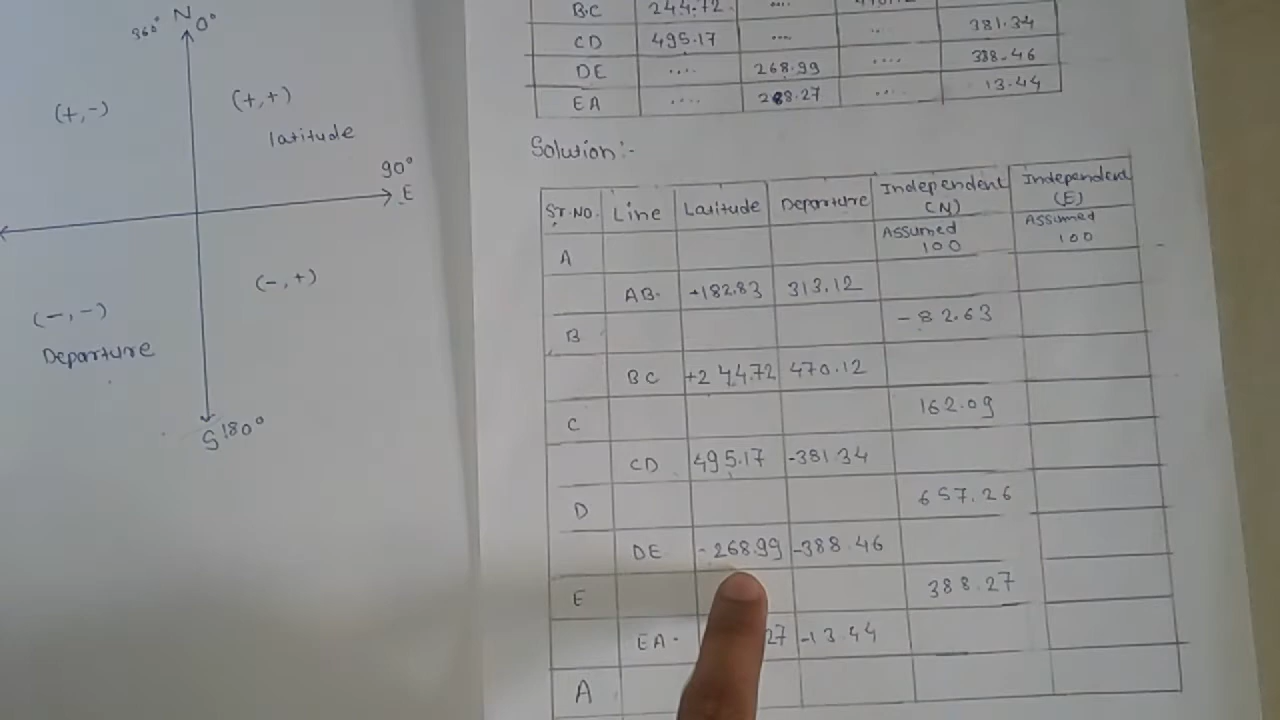 N
360° 0°
(+,-) (+,+)
latitude
90°
E
(-,-) (-,+)
Departure
S 180°
BC 244.72 ....
CD 495.17 .... .... 381.34
DE .... 268.99 .... 388.46
EA .... 288.27 .... 13.44
Solution:-
ST.NO. Line Latitude Departure Independent (N) Independent (E)
A Assumed 100 Assumed 100
AB. +182.83 313.12
B -82.63
BC +244.72 470.12
C 162.09
CD 495.17 -381.34
D 657.26
DE -268.99 -388.46
E 388.27
EA. 27 -13.44
A